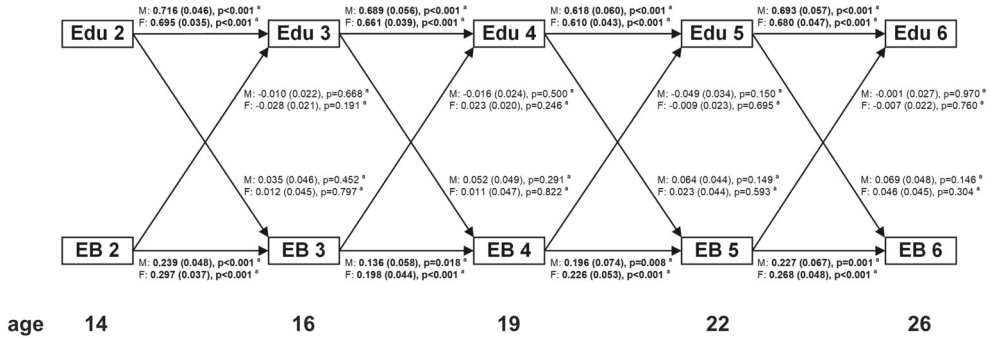 M: 0.716 (0.046), p<0.001 a
F: 0.695 (0.035), p<0.001 a
M: 0.689 (0.056), p<0.001 a
F: 0.661 (0.039), p<0.001 a
M: 0.618 (0.060), p<0.001 a
F: 0.610 (0.043), p<0.001 a
M: 0.693 (0.057), p<0.001 a
F: 0.680 (0.047), p<0.001 a
Edu 2
Edu 3
Edu 4
Edu 5
Edu 6
M: -0.010 (0.022), p=0.668 a
F: -0.028 (0.021), p=0.191 a
M: -0.016 (0.024), p=0.500 a
F: 0.023 (0.020), p=0.246 a
M: -0.049 (0.034), p=0.150 a
F: -0.009 (0.023), p=0.695 a
M: -0.001 (0.027), p=0.970 a
F: -0.007 (0.022), p=0.760 a
M: 0.035 (0.046), p=0.452 a
F: 0.012 (0.045), p=0.797 a
M: 0.052 (0.049), p=0.291 a
F: 0.011 (0.047), p=0.822 a
M: 0.064 (0.044), p=0.149 a
F: 0.023 (0.044), p=0.593 a
M: 0.069 (0.048), p=0.146 a
F: 0.046 (0.045), p=0.304 a
EB 2
EB 3
EB 4
EB 5
EB 6
M: 0.239 (0.048), p<0.001 a
F: 0.297 (0.037), p<0.001 a
M: 0.136 (0.058), p=0.018 a
F: 0.198 (0.044), p<0.001 a
M: 0.196 (0.074), p=0.008 a
F: 0.226 (0.053), p<0.001 a
M: 0.227 (0.067), p=0.001 a
F: 0.268 (0.048), p<0.001 a
age 14 16 19 22 26